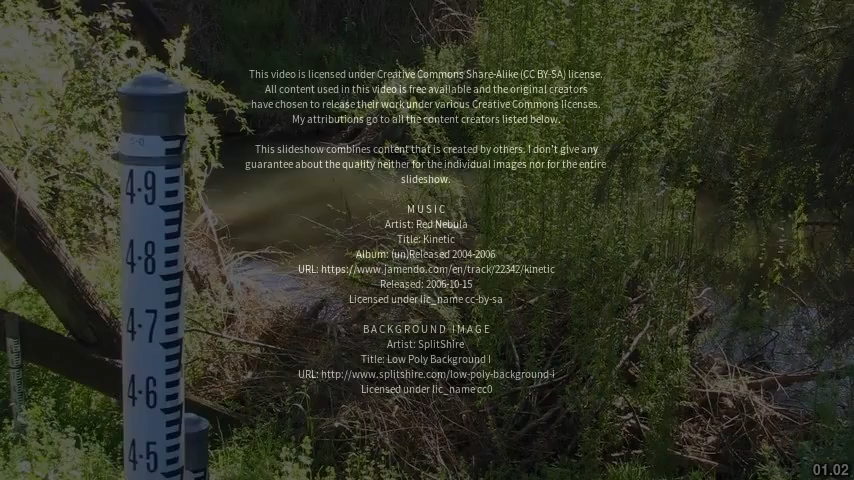 This video is licensed under Creative Commons Share-Alike (CC BY-SA) license.
All content used in this video is free available and the original creators
have chosen to release their work under various Creative Commons licenses.
My attributions go to all the content creators listed below.
This slideshow combines content that is created by others. I don't give any
guarantee about the quality neither for the individual images nor for the entire
slideshow.
MUSIC
Artist: Red Nebula
Title: Kinetic
Album: (un)Released 2004-2006
URL: https://www.jamendo.com/en/track/22342/kinetic
Released: 2006-10-15
Licensed under lic_name cc-by-sa
BACKGROUND IMAGE
Artist: SplitShire
Title: Low Poly Background I
URL: http://www.splitshire.com/low-poly-background-i
Licensed under lic_name cc0
4·9
4·8
4·7
4·6
4·5
01.02